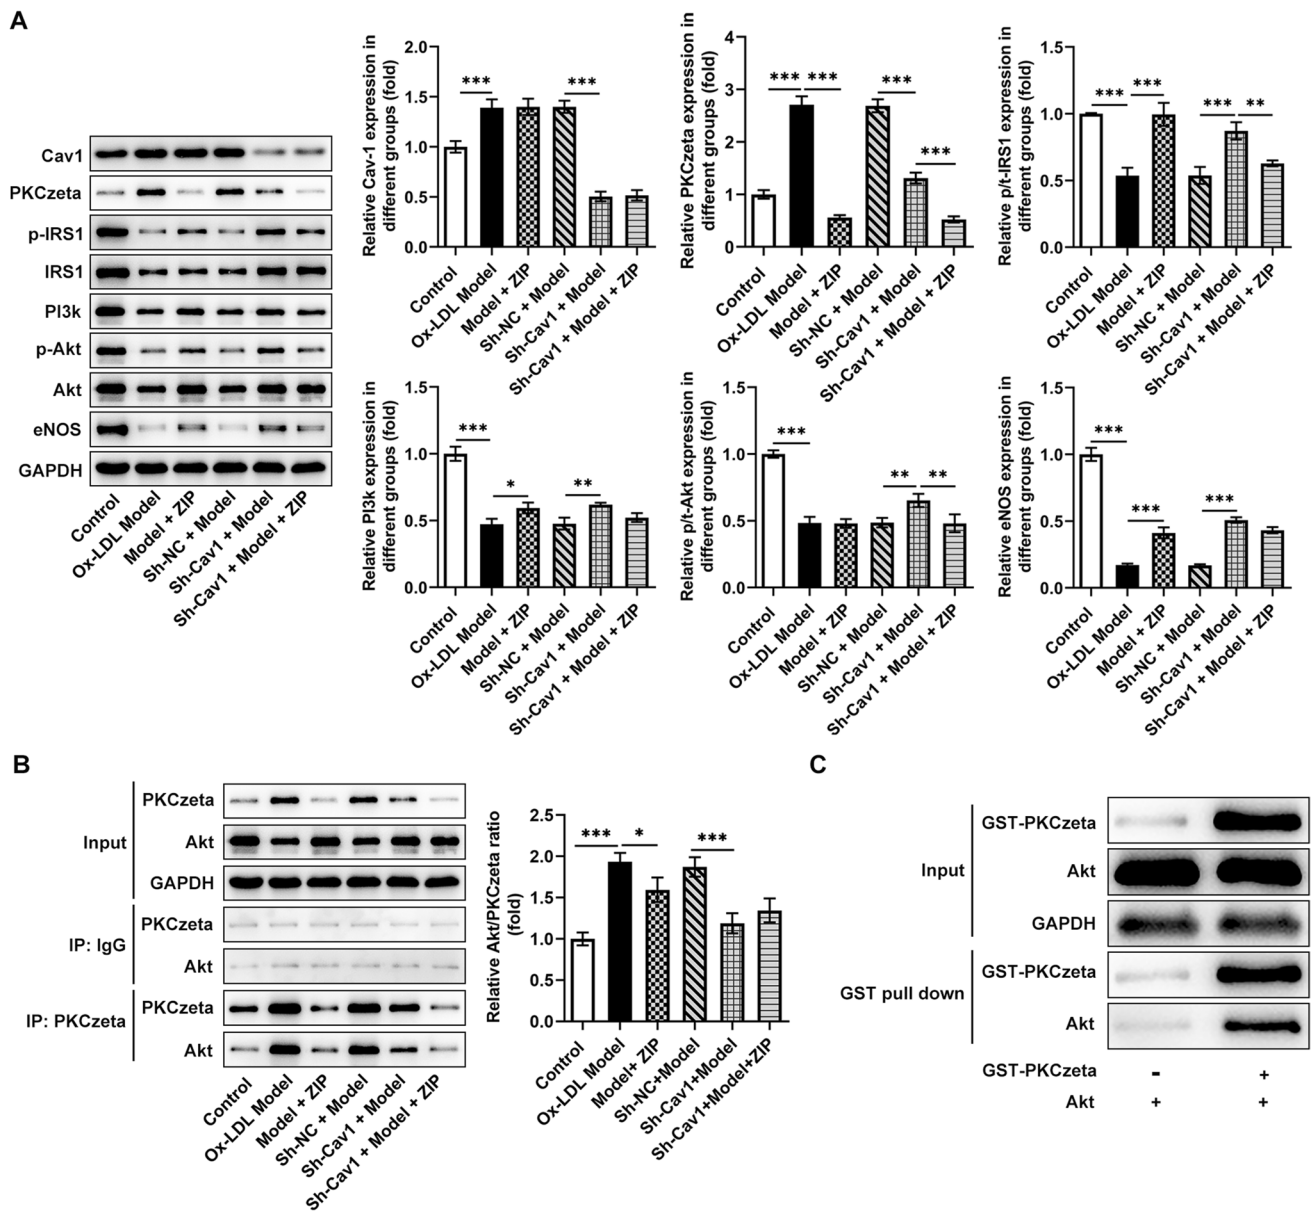 A
Cav1
PKCzeta
p-IRS1
IRS1
PI3k
p-Akt
Akt
eNOS
GAPDH
Control
Ox-LDL Model
Model + ZIP
Sh-NC + Model
Sh-Cav1 + Model
Sh-Cav1 + Model + ZIP
Relative Cav-1 expression in
different groups (fold)
2.0
1.5
1.0
0.5
0.0
***
***
Control
Ox-LDL Model
Model + ZIP
Sh-NC + Model
Sh-Cav1 + Model
Sh-Cav1 + Model + ZIP
Relative PKCzeta expression in
different groups (fold)
4
3
2
1
0
***
***
***
***
Control
Ox-LDL Model
Model + ZIP
Sh-NC + Model
Sh-Cav1 + Model
Sh-Cav1 + Model + ZIP
Relative p/t-IRS1 expression in
different groups (fold)
1.5
1.0
0.5
0.0
***
***
***
**
Control
Ox-LDL Model
Model + ZIP
Sh-NC + Model
Sh-Cav1 + Model
Sh-Cav1 + Model + ZIP
Relative PI3k expression in
different groups (fold)
1.5
1.0
0.5
0.0
***
*
**
Control
Ox-LDL Model
Model + ZIP
Sh-NC + Model
Sh-Cav1 + Model
Sh-Cav1 + Model + ZIP
Relative p/t-Akt expression in
different groups (fold)
1.5
1.0
0.5
0.0
***
**
**
Control
Ox-LDL Model
Model + ZIP
Sh-NC + Model
Sh-Cav1 + Model
Sh-Cav1 + Model + ZIP
Relative eNOS expression in
different groups (fold)
1.5
1.0
0.5
0.0
***
***
***
Control
Ox-LDL Model
Model + ZIP
Sh-NC + Model
Sh-Cav1 + Model
Sh-Cav1 + Model + ZIP
B
Input
PKCzeta
Akt
GAPDH
IP: IgG
PKCzeta
Akt
IP: PKCzeta
PKCzeta
Akt
Control
Ox-LDL Model
Model + ZIP
Sh-NC + Model
Sh-Cav1 + Model
Sh-Cav1 + Model + ZIP
Relative Akt/PKCzeta ratio
(fold)
2.5
2.0
1.5
1.0
0.5
0.0
***
*
***
Control
Ox-LDL Model
Model+ ZIP
Sh-NC+Model
Sh-Cav1+Model
Sh-Cav1+Model+ZIP
C
Input
GST-PKCzeta
Akt
GAPDH
GST pull down
GST-PKCzeta
Akt
GST-PKCzeta - +
Akt + +